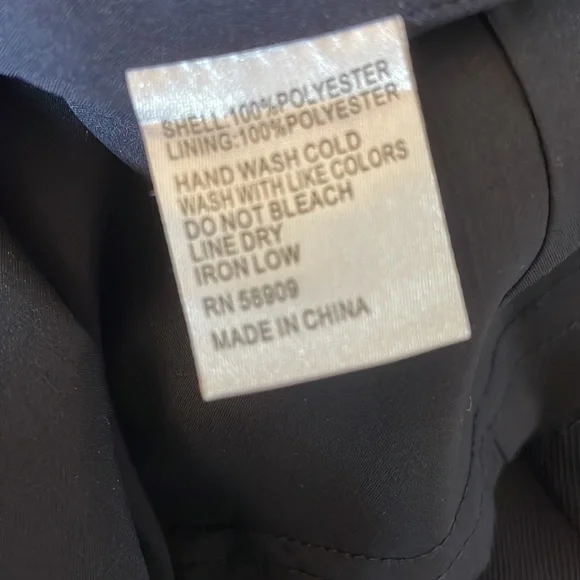 SHELL 100%POLYESTER
LINING:100%POLYESTER
HAND WASH COLD
WASH WITH LIKE COLORS
DO NOT BLEACH
LINE DRY
IRON LOW
RN 58909
MADE IN CHINA